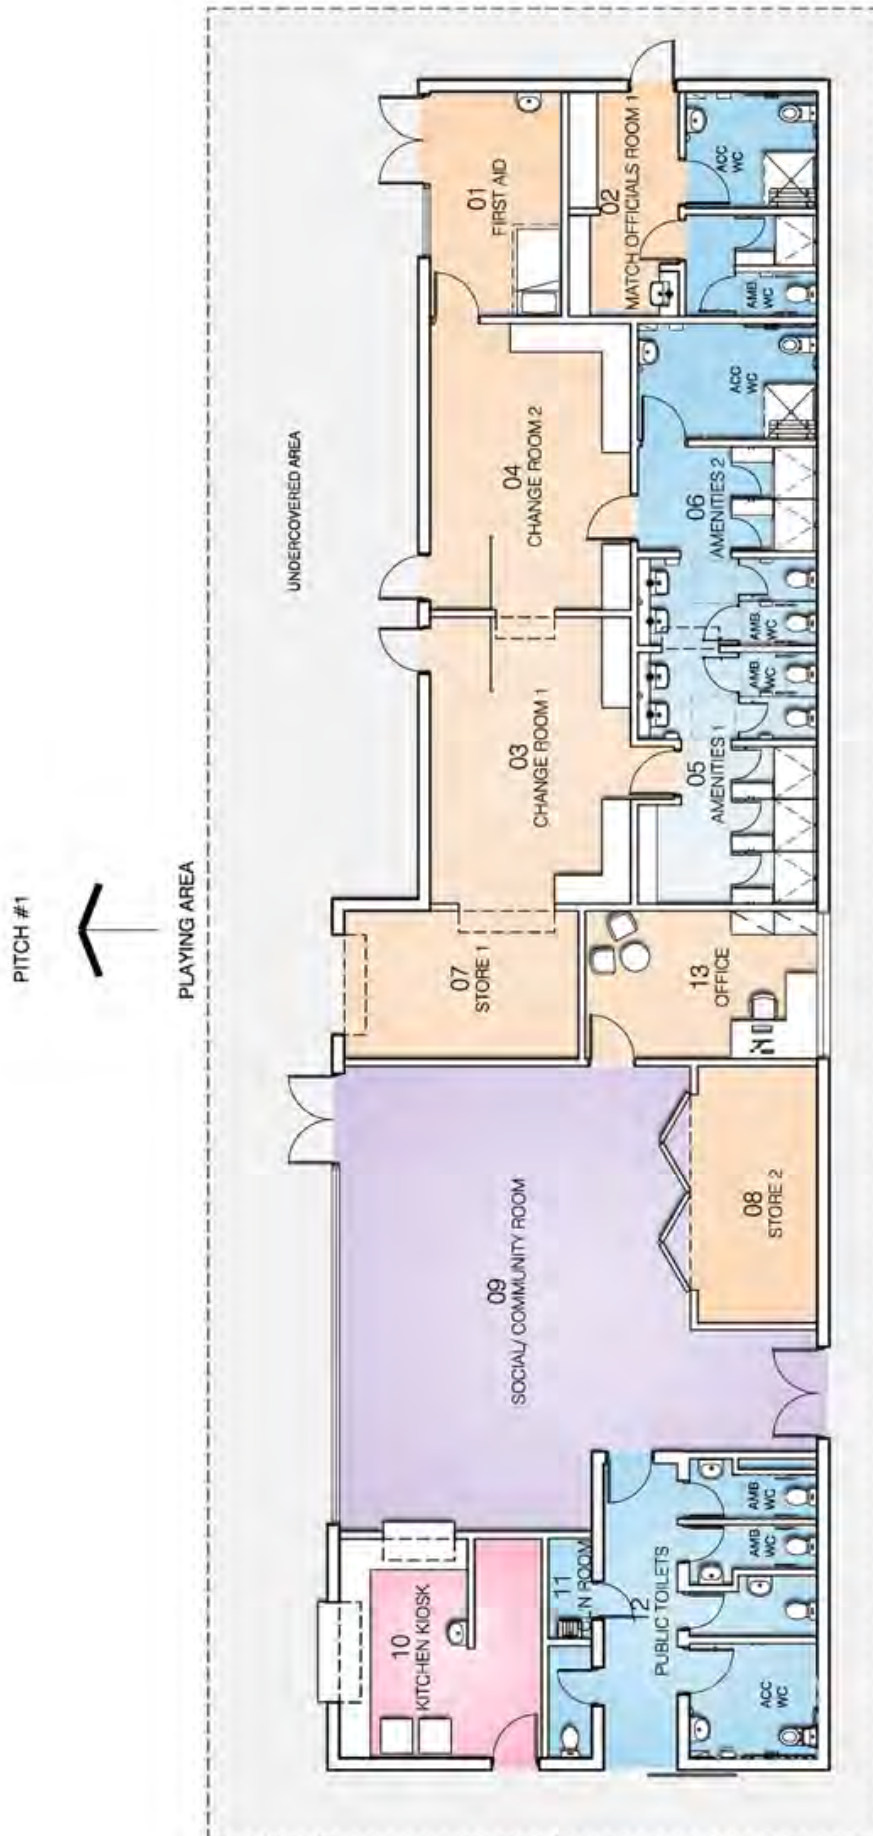 PITCH #1
PLAYING AREA
UNDERCOVERED AREA
10
KITCHEN KIOSK
11
12
PUBLIC TOILETS
ACC
WC
AMB
WC
AMB
WC
09
SOCIAL/ COMMUNITY ROOM
08
STORE 2
07
STORE 1
13
OFFICE
03
CHANGE ROOM 1
05
AMENITIES 1
AMB.
WC
AMB.
WC
04
CHANGE ROOM 2
06
AMENITIES 2
ACC
WC
01
FIRST AID
02
MATCH OFFICIALS ROOM 1
AMB
WC
ACC
WC